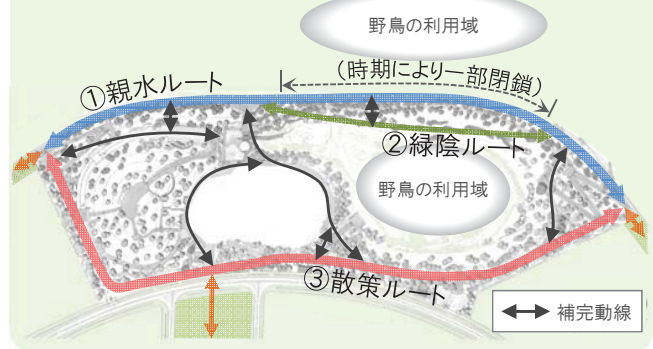 野鳥の利用域
(時期により一部閉鎖)
①親水ルート
②緑陰ルート
野鳥の利用域
③散策ルート
補完動線